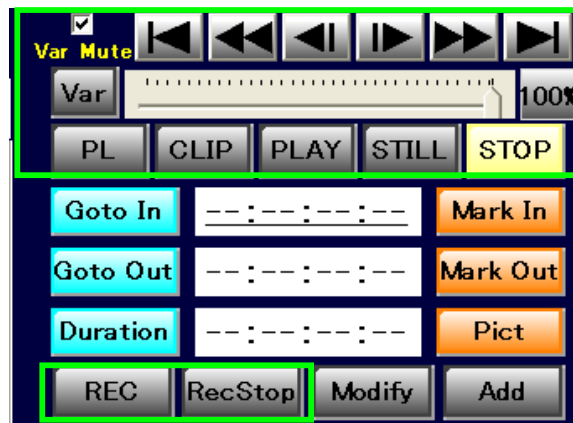 Var Mute
Var 100%
PL CLIP PLAY STILL STOP
Goto In --:--:--:-- Mark In
Goto Out --:--:--:-- Mark Out
Duration --:--:--:-- Pict
REC RecStop Modify Add